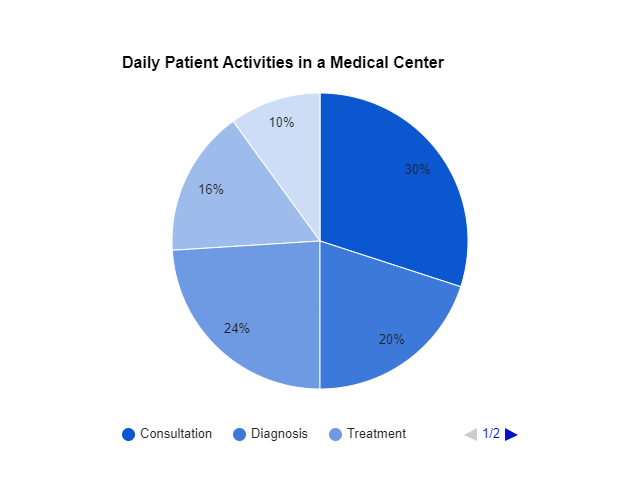 Daily Patient Activities in a Medical Center
10%
30%
16%
24%
20%
Consultation Diagnosis Treatment 1/2